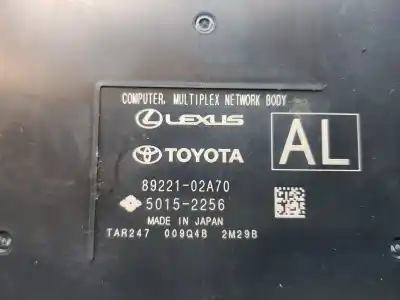 COMPUTER, MULTIPLEX NETWORK BODY
LEXUS
TOYOTA
AL
89221-02A70
5015-2256
MADE IN JAPAN
TAR247 009Q4B 2M29B